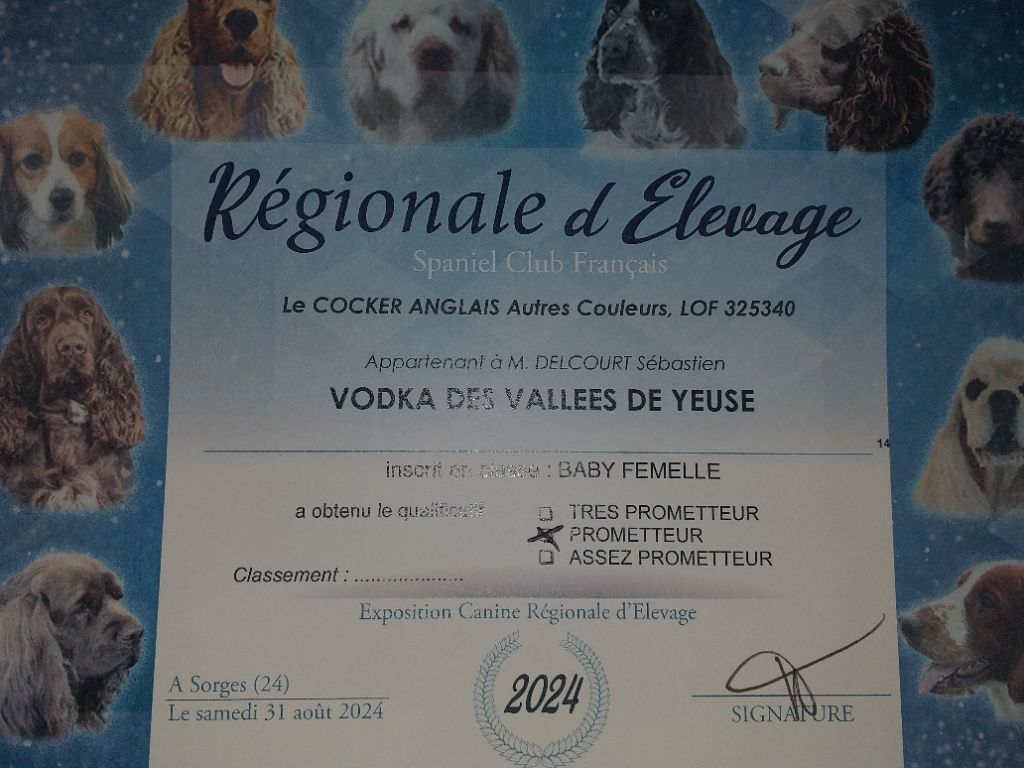 Régionale d Elevage
Spaniel Club Français
Le COCKER ANGLAIS Autres Couleurs, LOF 325340
Appartenant à M. DELCOURT Sébastien
VODKA DES VALLEES DE YEUSE
14
inscrit en classe : BABY FEMELLE
a obtenu le qualificatif
TRES PROMETTEUR
PROMETTEUR
ASSEZ PROMETTEUR
Classement : ....................
Exposition Canine Régionale d'Elevage
A Sorges (24)
Le samedi 31 août 2024
2024
SIGNATURE